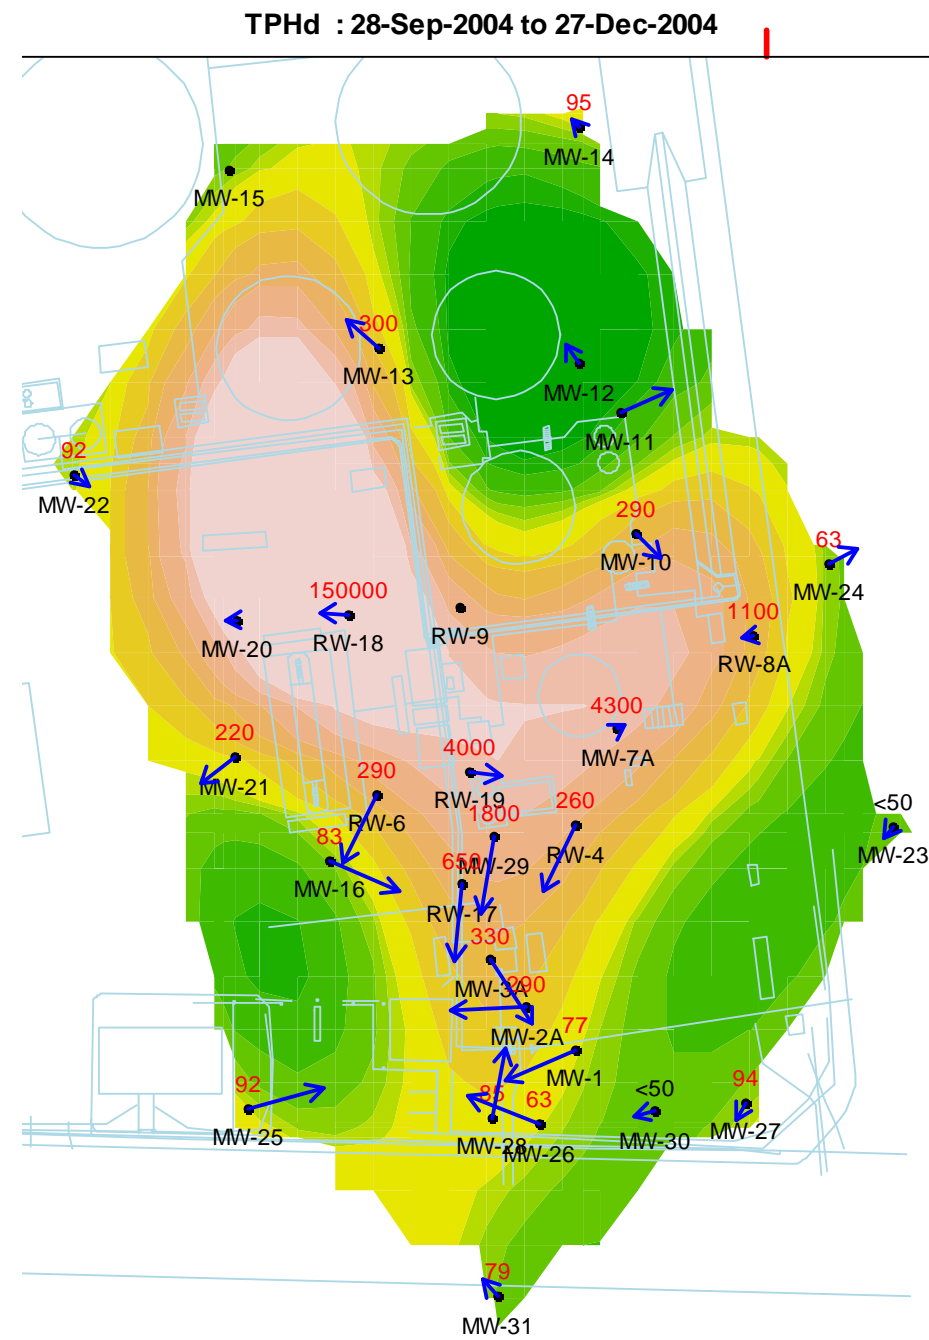 TPHd : 28-Sep-2004 to 27-Dec-2004
95
MW-14
MW-15
300
MW-13
MW-12
MW-11
92
MW-22
290
MW-10
63
MW-24
150000
MW-20
RW-18
RW-9
1100
RW-8A
4300
MW-7A
220
MW-21
4000
RW-19
290
RW-6
1800
MW-29
260
RW-4
<50
MW-23
83
MW-16
650
RW-17
330
MW-3A
290
MW-2A
77
MW-1
92
MW-25
85
MW-28
63
MW-26
<50
MW-30
94
MW-27
79
MW-31